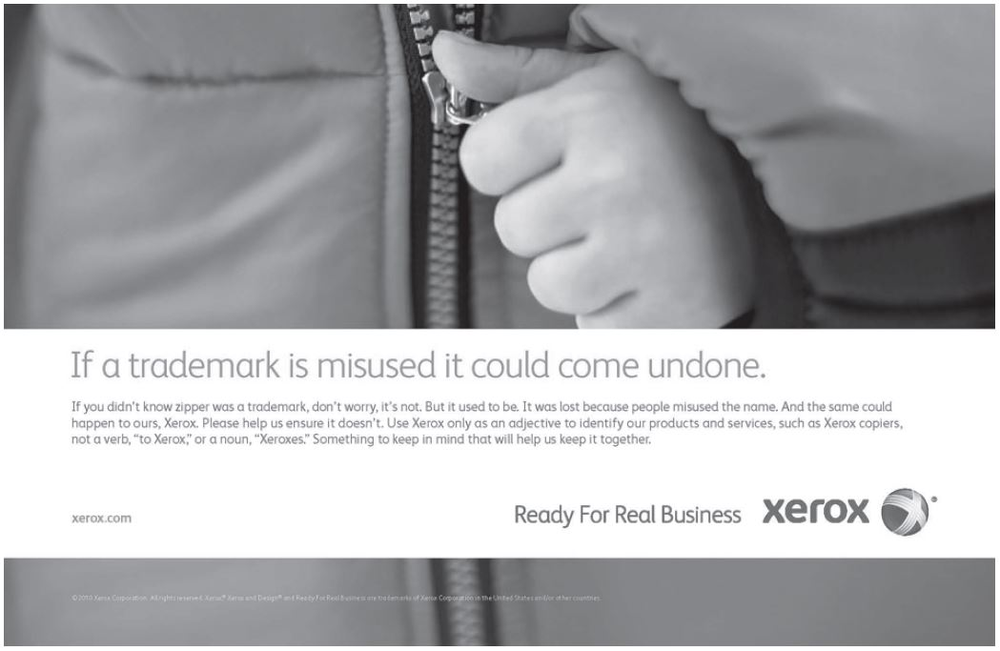 If a trademark is misused it could come undone.
If you didn't know zipper was a trademark, don't worry, it's not. But it used to be. It was lost because people misused the name. And the same could
happen to ours, Xerox. Please help us ensure it doesn't. Use Xerox only as an adjective to identify our products and services, such as Xerox copiers,
not a verb, “to Xerox,” or a noun, “Xeroxes.” Something to keep in mind that will help us keep it together.
xerox.com
Ready For Real Business xerox ®
© 2010 Xerox Corporation. All rights reserved. Xerox,® Xerox and Design® and Ready For Real Business are trademarks of Xerox Corporation in the United States and/or other countries.